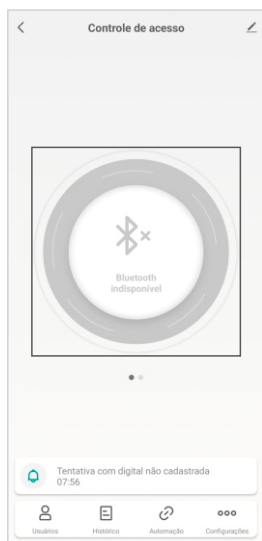 Controle de acesso
Bluetooth
indisponível
Tentativa com digital não cadastrada
07:56
Usuários
Histórico
Automação
Configurações